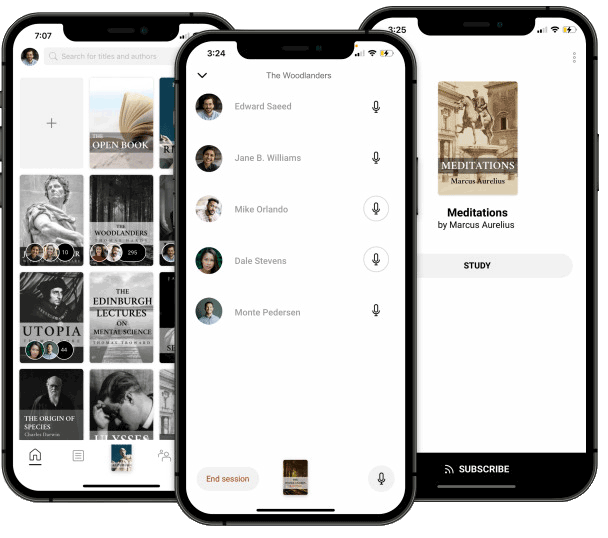 7:07
Search for titles and authors
THE
OPEN BOOK
10
THE
WOODLANDERS
THOMAS HARDY
295
UTOPIA
44
THE
EDINBURGH
LECTURES
ON
MENTAL SCIENCE
THOMAS TROWARD
THE ORIGIN OF
SPECIES
Charles Darwin
ULYSSES
3:24
The Woodlanders
Edward Saeed
Jane B. Williams
Mike Orlando
Dale Stevens
Monte Pedersen
End session
3:25
MEDITATIONS
Marcus Aurelius
Meditations
by Marcus Aurelius
STUDY
SUBSCRIBE